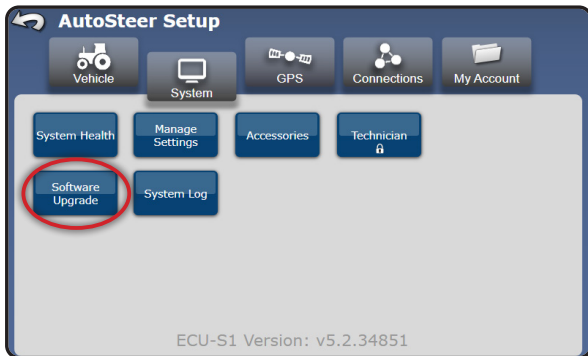 AutoSteer Setup
Vehicle
System
GPS
Connections
My Account
System Health
Manage
Settings
Accessories
Technician
Software
Upgrade
System Log
ECU-S1 Version: v5.2.34851